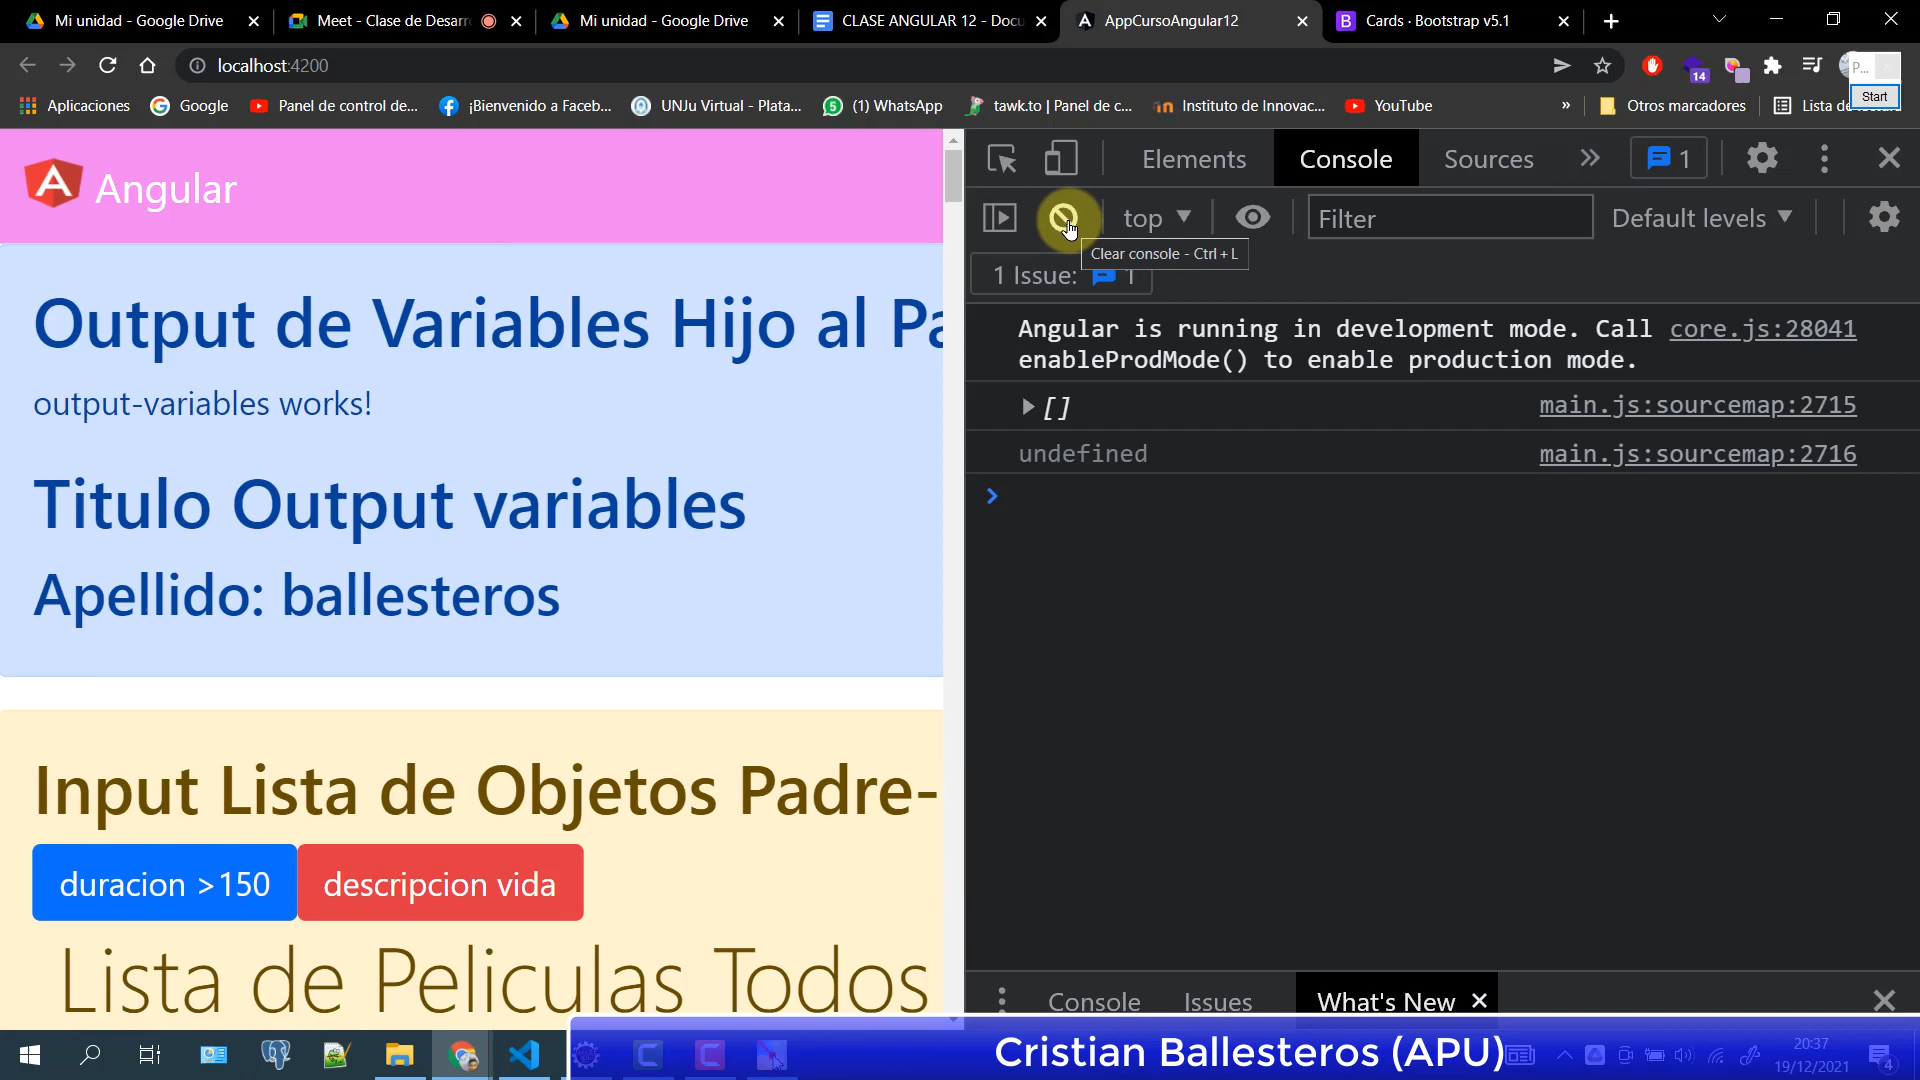 Mi unidad - Google Drive
Meet - Clase de Desarr
Mi unidad - Google Drive
CLASE ANGULAR 12 - Docu
AppCursoAngular12
Cards · Bootstrap v5.1
localhost:4200
14
P...
Start
Aplicaciones
Google
Panel de control de...
¡Bienvenido a Faceb...
UNJu Virtual - Plata...
(1) WhatsApp
tawk.to | Panel de c...
Instituto de Innovac...
YouTube
»
Otros marcadores
Lista de
Angular
Output de Variables Hijo al Pa
output-variables works!
Titulo Output variables
Apellido: ballesteros
Input Lista de Objetos Padre-
duracion >150
descripcion vida
Lista de Peliculas Todos
Elements
Console
Sources
»
1
top
Filter
Default levels
Clear console - Ctrl + L
1 Issue:
1
Angular is running in development mode. Call
core.js:28041
enableProdMode() to enable production mode.
[]
main.js:sourcemap:2715
undefined
main.js:sourcemap:2716
Console
Issues
What's New
Cristian Ballesteros (APU)
20:37
19/12/2021
4